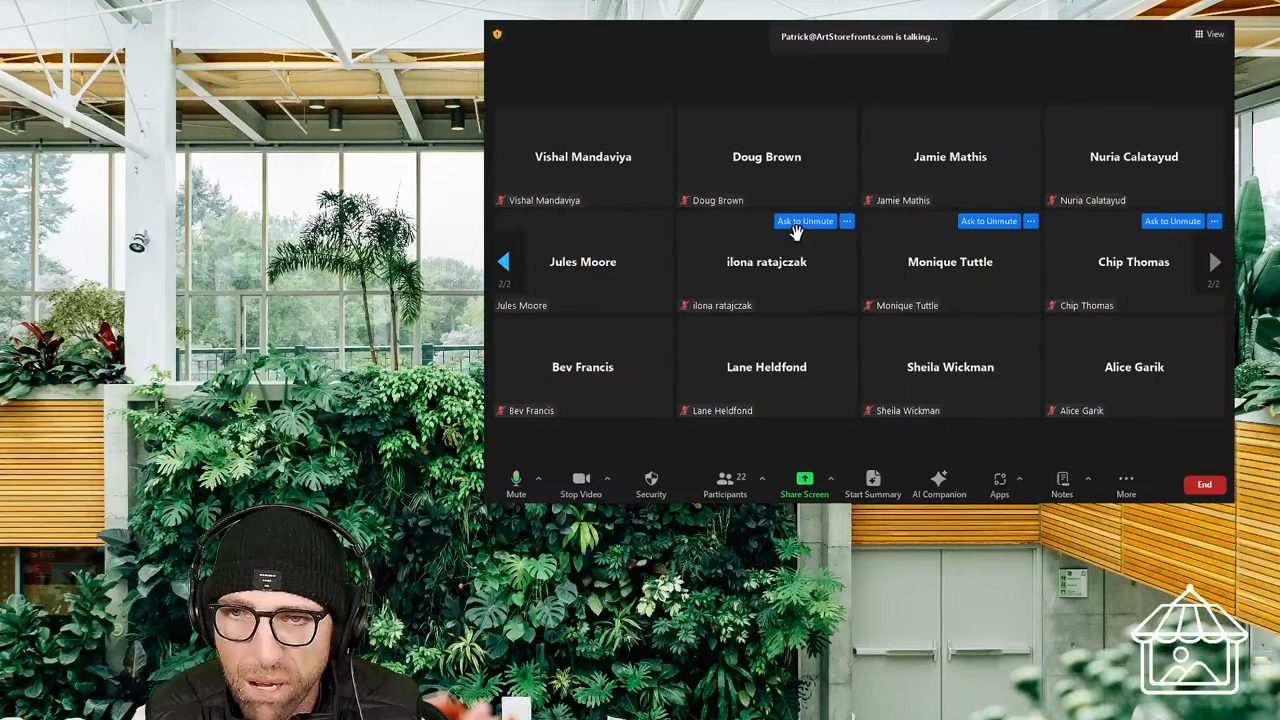 Patrick@ArtStorefronts.com is talking...
View
Vishal Mandaviya
Doug Brown
Jamie Mathis
Nuria Calatayud
Vishal Mandaviya
Doug Brown
Jamie Mathis
Nuria Calatayud
Ask to Unmute
Ask to Unmute
Ask to Unmute
Jules Moore
ilona ratajczak
Monique Tuttle
Chip Thomas
2/2
2/2
Jules Moore
ilona ratajczak
Monique Tuttle
Chip Thomas
Bev Francis
Lane Heldfond
Sheila Wickman
Alice Garik
Bev Francis
Lane Heldfond
Sheila Wickman
Alice Garik
22
Mute
Stop Video
Security
Participants
Share Screen
Start Summary
AI Companion
Apps
Notes
More
End